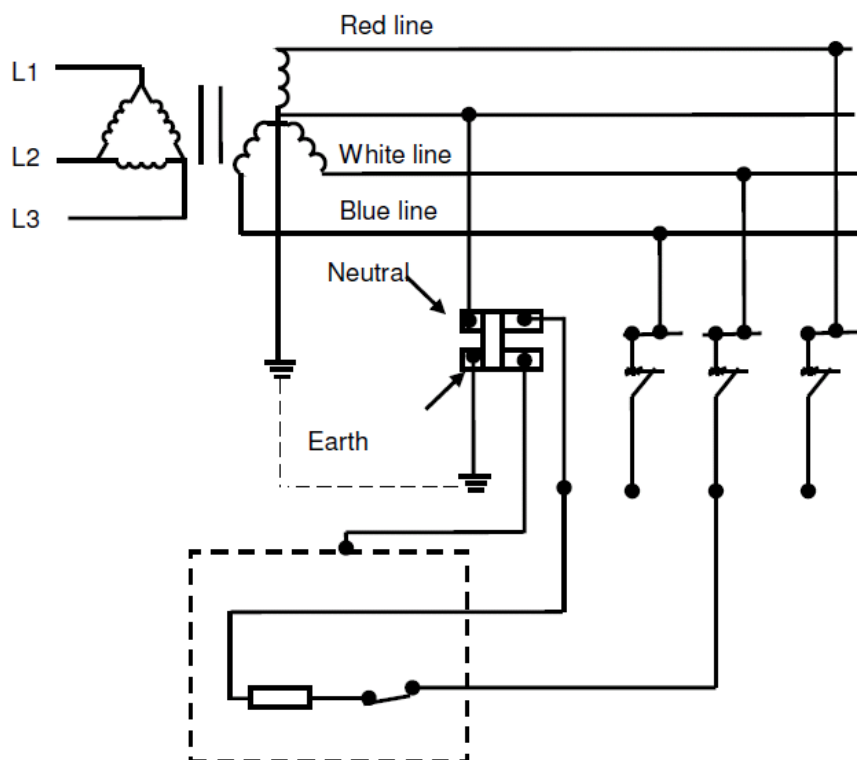 Red line
L1
L2
White line
L3
Blue line
Neutral
Earth